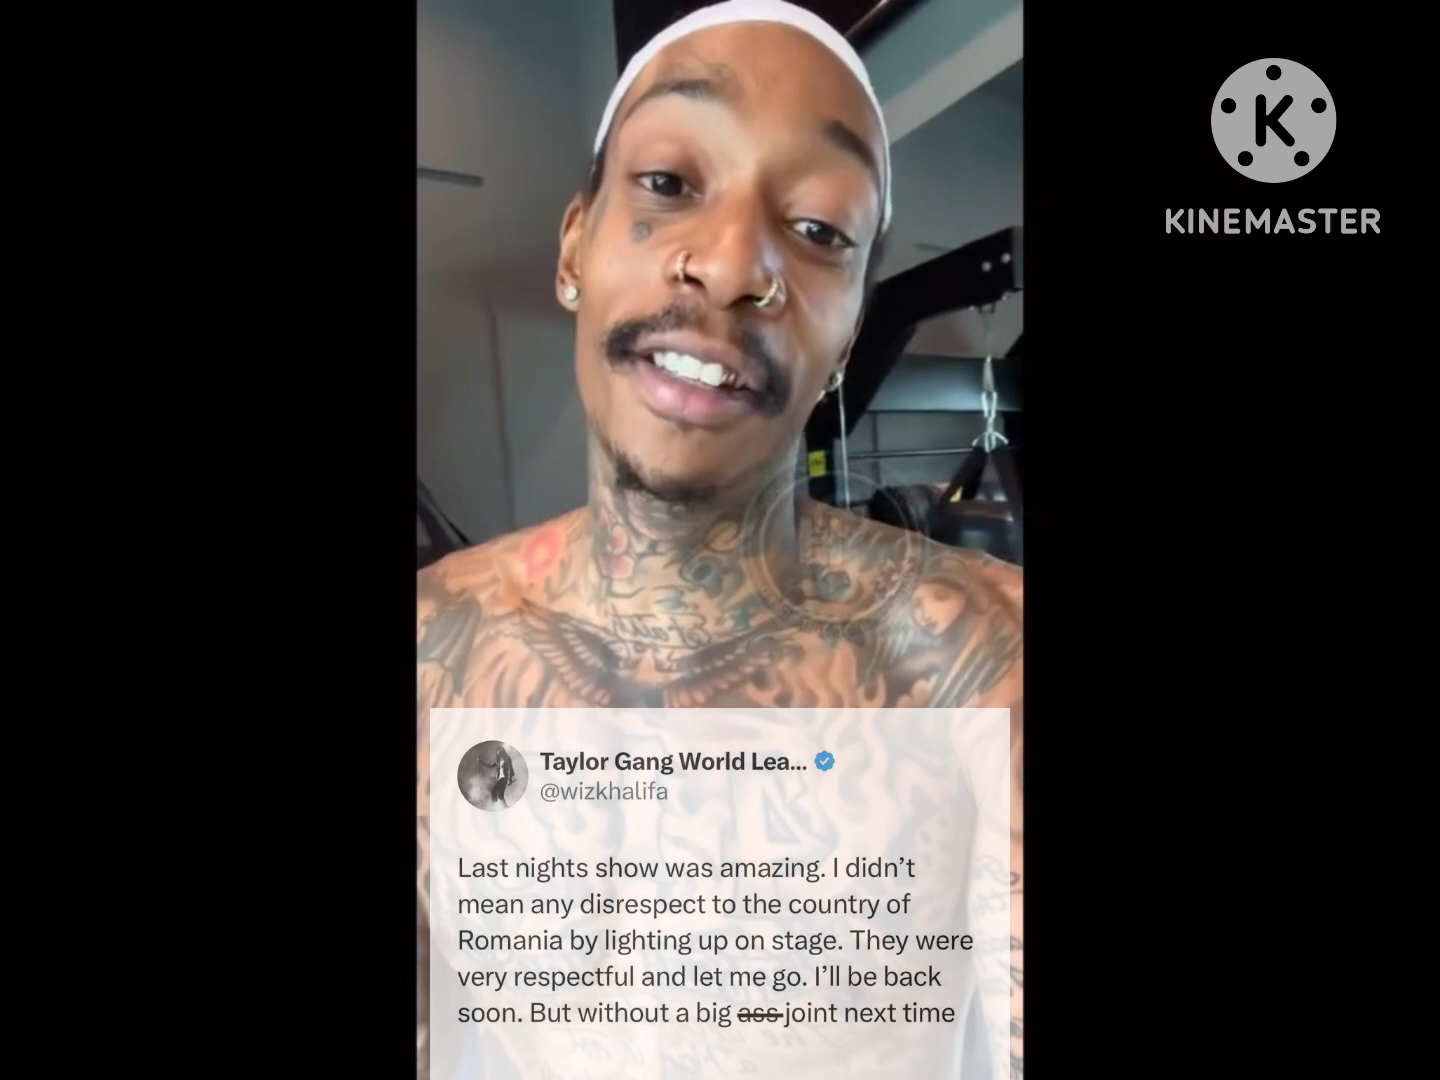 K
KINEMASTER
Taylor Gang World Lea...
@wizkhalifa
Last nights show was amazing. I didn’t
mean any disrespect to the country of
Romania by lighting up on stage. They were
very respectful and let me go. I’ll be back
soon. But without a big ass joint next time